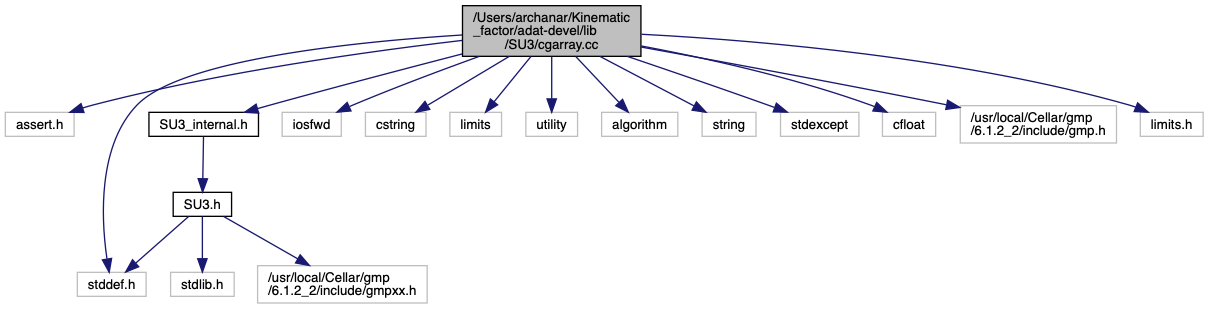 /Users/archanar/Kinematic
_factor/adat-devel/lib
/SU3/cgarray.cc
assert.h
SU3_internal.h
iosfwd
cstring
limits
utility
algorithm
string
stdexcept
cfloat
/usr/local/Cellar/gmp
/6.1.2_2/include/gmp.h
limits.h
SU3.h
stddef.h
stdlib.h
/usr/local/Cellar/gmp
/6.1.2_2/include/gmpxx.h